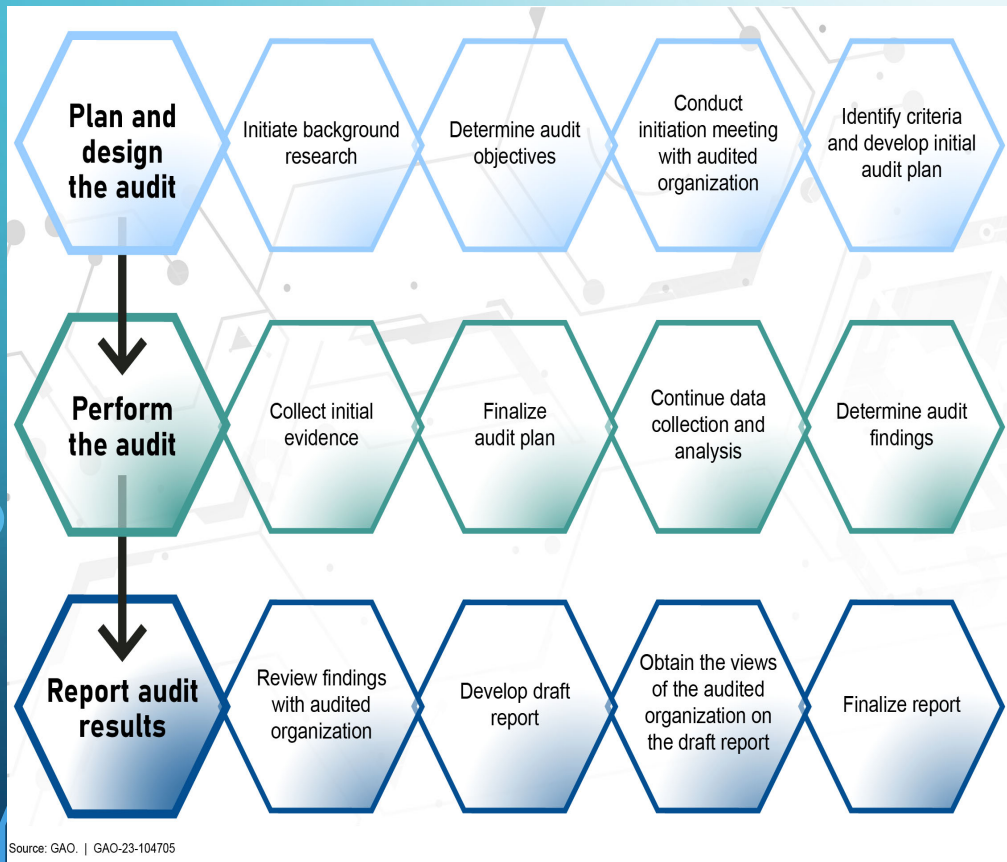 Plan and
design
the audit
Initiate background
research
Determine audit
objectives
Conduct
initiation meeting
with audited
organization
Identify criteria
and develop initial
audit plan
Perform
the audit
Collect initial
evidence
Finalize
audit plan
Continue data
collection and
analysis
Determine audit
findings
Report audit
results
Review findings
with audited
organization
Develop draft
report
Obtain the views
of the audited
organization on
the draft report
Finalize report
Source: GAO. | GAO-23-104705